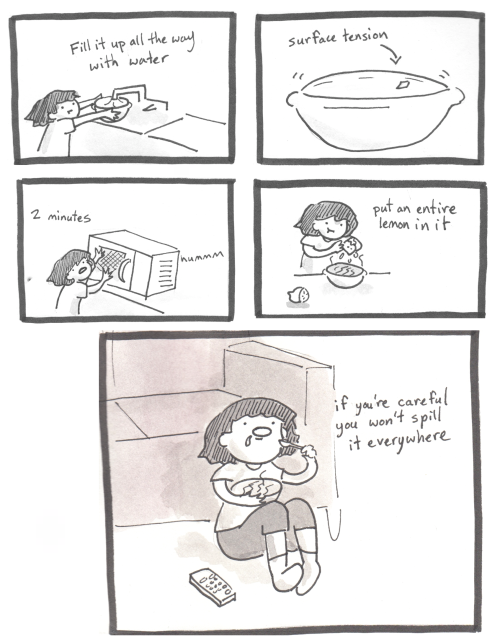 Fill it up all the way
with water
surface tension
2 minutes
hummm
put an entire
lemon in it
if you're careful
you won't spill
it everywhere